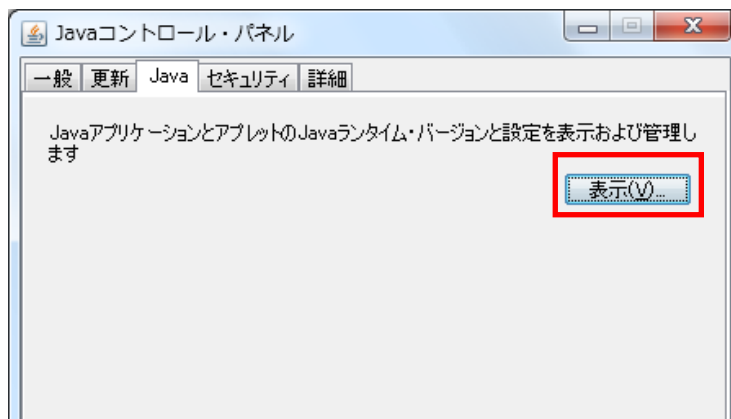 Javaコントロール・パネル
一般 更新 Java セキュリティ 詳細
JavaアプリケーションとアプレットのJavaランタイム・バージョンと設定を表示および管理し
ます
表示(V)...